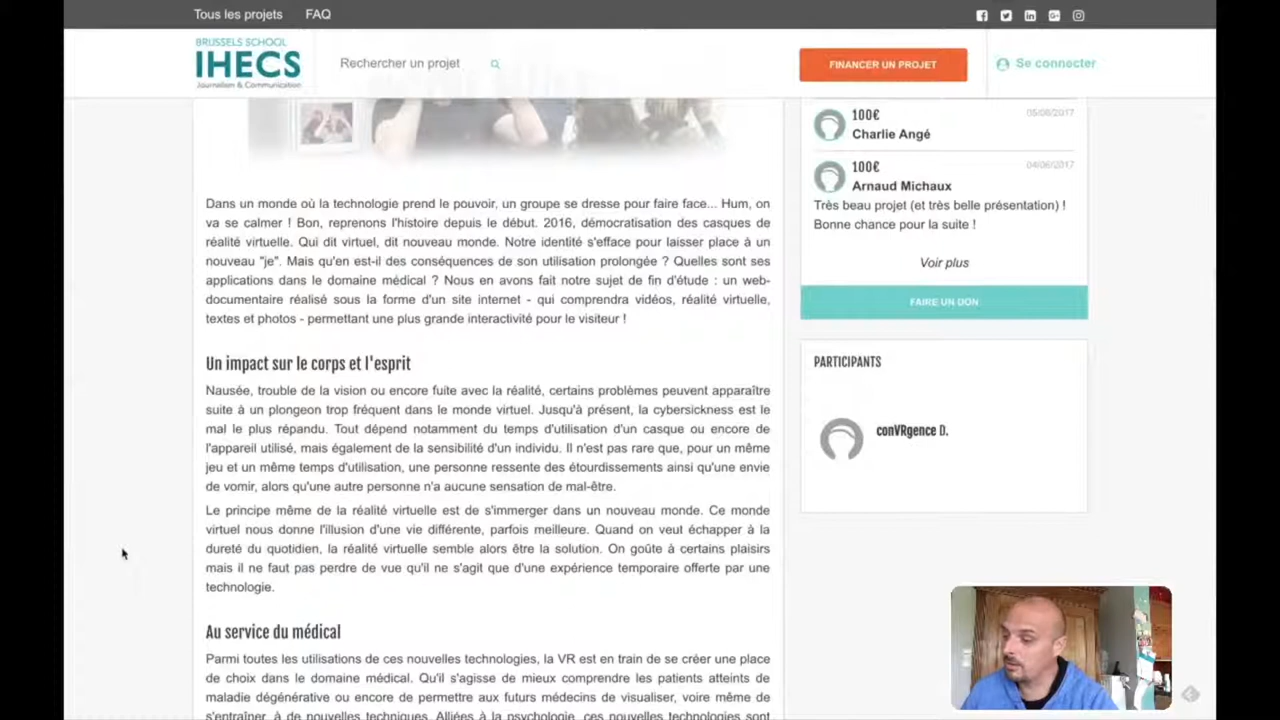 Tous les projets FAQ
BRUSSELS SCHOOL
IHECS
Journalism & Communication
Rechercher un projet
FINANCER UN PROJET
Se connecter
100€ 05/08/2017
Charlie Angé
100€ 04/06/2017
Arnaud Michaux
Très beau projet (et très belle présentation) !
Bonne chance pour la suite !
Voir plus
FAIRE UN DON
PARTICIPANTS
conVRgence D.
Dans un monde où la technologie prend le pouvoir, un groupe se dresse pour faire face... Hum, on
va se calmer ! Bon, reprenons l'histoire depuis le début. 2016, démocratisation des casques de
réalité virtuelle. Qui dit virtuel, dit nouveau monde. Notre identité s'efface pour laisser place à un
nouveau "je". Mais qu'en est-il des conséquences de son utilisation prolongée ? Quelles sont ses
applications dans le domaine médical ? Nous en avons fait notre sujet de fin d'étude : un web-
documentaire réalisé sous la forme d'un site internet - qui comprendra vidéos, réalité virtuelle,
textes et photos - permettant une plus grande interactivité pour le visiteur !
Un impact sur le corps et l'esprit
Nausée, trouble de la vision ou encore fuite avec la réalité, certains problèmes peuvent apparaître
suite à un plongeon trop fréquent dans le monde virtuel. Jusqu'à présent, la cybersickness est le
mal le plus répandu. Tout dépend notamment du temps d'utilisation d'un casque ou encore de
l'appareil utilisé, mais également de la sensibilité d'un individu. Il n'est pas rare que, pour un même
jeu et un même temps d'utilisation, une personne ressente des étourdissements ainsi qu'une envie
de vomir, alors qu'une autre personne n'a aucune sensation de mal-être.
Le principe même de la réalité virtuelle est de s'immerger dans un nouveau monde. Ce monde
virtuel nous donne l'illusion d'une vie différente, parfois meilleure. Quand on veut échapper à la
dureté du quotidien, la réalité virtuelle semble alors être la solution. On goûte à certains plaisirs
mais il ne faut pas perdre de vue qu'il ne s'agit que d'une expérience temporaire offerte par une
technologie.
Au service du médical
Parmi toutes les utilisations de ces nouvelles technologies, la VR est en train de se créer une place
de choix dans le domaine médical. Qu'il s'agisse de mieux comprendre les patients atteints de
maladie dégénérative ou encore de permettre aux futurs médecins de visualiser, voire même de
s'entraîner, à de nouvelles techniques. Alliées à la psychologie, ces nouvelles technologies sont